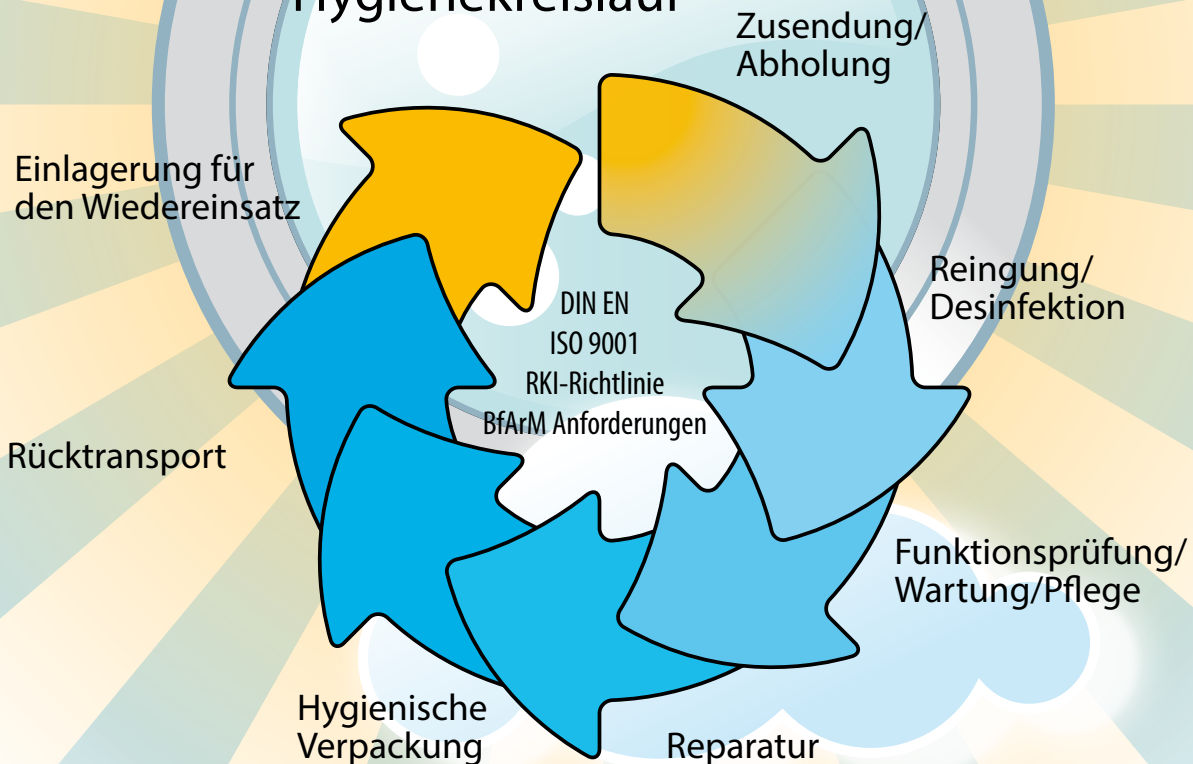 Hygienekreislauf
Zusendung/
Abholung
Reingung/
Desinfektion
Funktionsprüfung/
Wartung/Pflege
Reparatur
Hygienische
Verpackung
Rücktransport
Einlagerung für
den Wiedereinsatz
DIN EN
ISO 9001
RKI-Richtlinie
BfArM Anforderungen